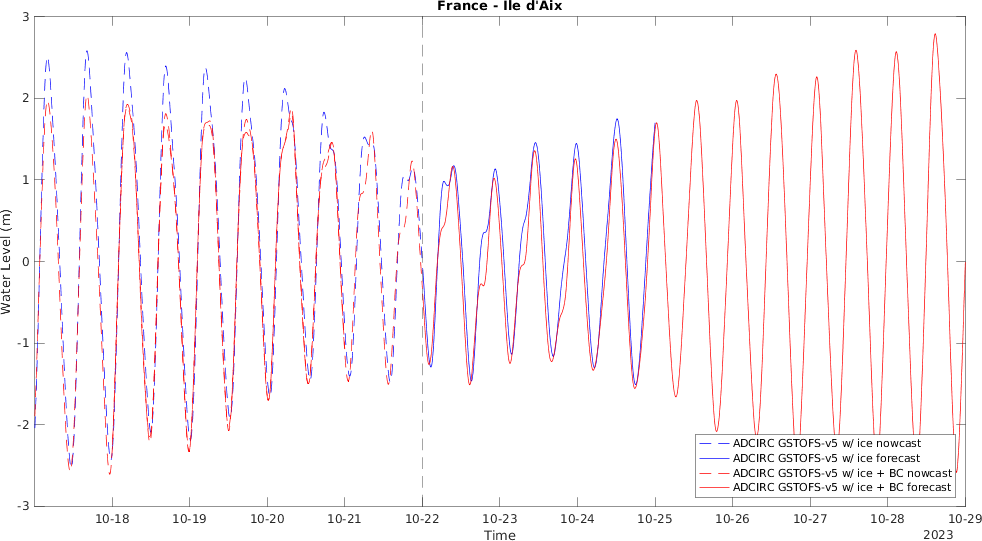 France - Ile d'Aix
3
2
1
0
-1
-2
-3
Water Level (m)
ADCIRC GSTOFS-v5 w/ ice nowcast
ADCIRC GSTOFS-v5 w/ ice forecast
ADCIRC GSTOFS-v5 w/ ice + BC nowcast
ADCIRC GSTOFS-v5 w/ ice + BC forecast
10-18 10-19 10-20 10-21 10-22 10-23 10-24 10-25 10-26 10-27 10-28 10-29
Time 2023